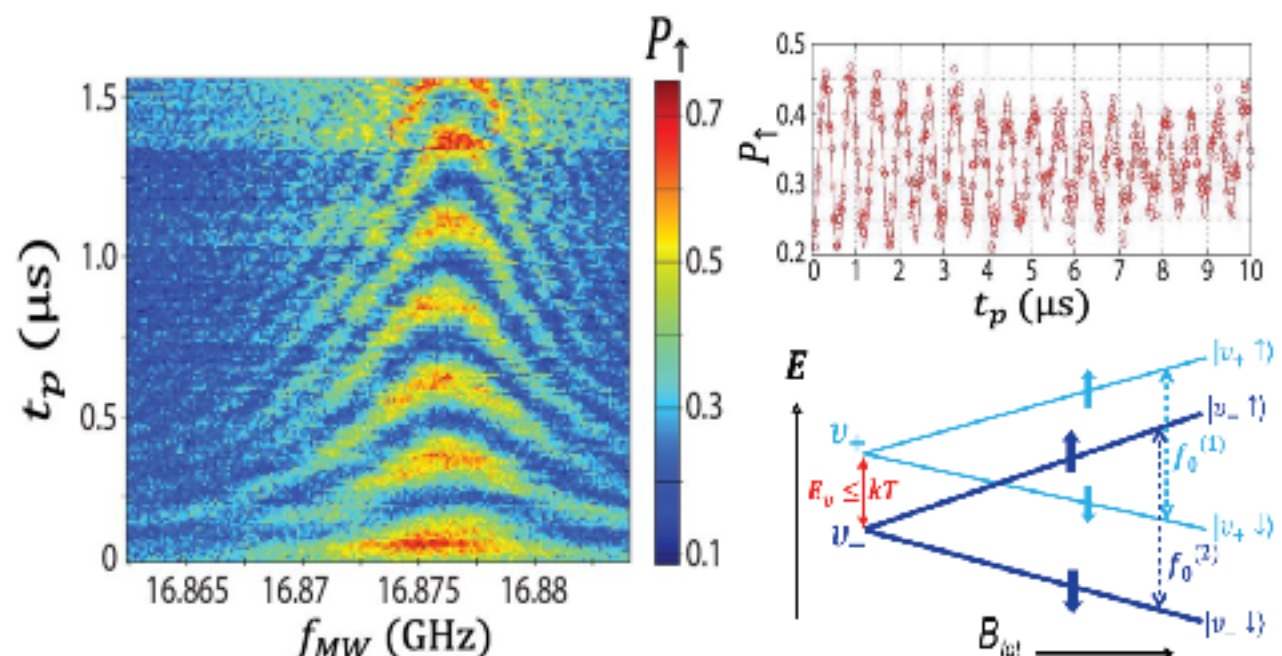 P↑
1.5
1.0
0.5
0
t_p (μs)
16.865 16.87 16.875 16.88
f_MW (GHz)
0.7
0.5
0.3
0.1
0.5
0.4
0.3
0.2
P↑
0 1 2 3 4 5 6 7 8 9 10
t_p (μs)
E
|v₊ ↑⟩
|v₋ ↑⟩
v₊
f₀⁽¹⁾
E_v ≤ kT
|v₊ ↓⟩
v₋
f₀⁽²⁾
|v₋ ↓⟩